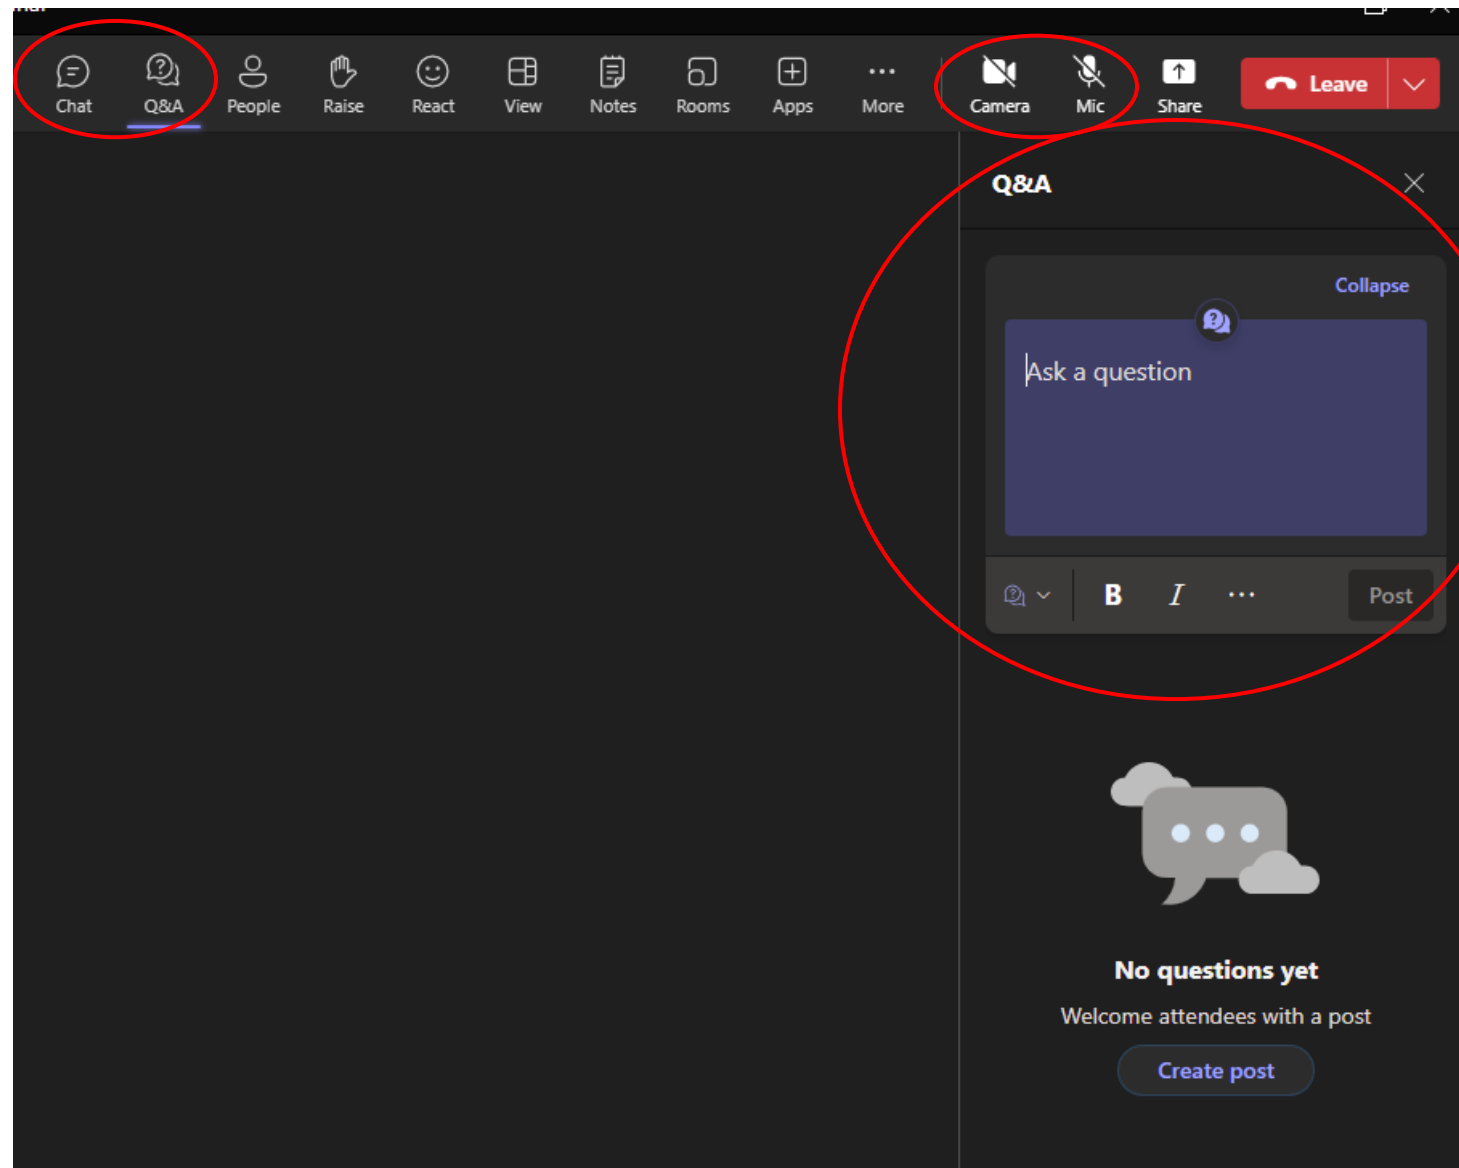 Chat Q&A People Raise React View Notes Rooms Apps More Camera Mic Share Leave
Q&A
Collapse
Ask a question
B I Post
No questions yet
Welcome attendees with a post
Create post